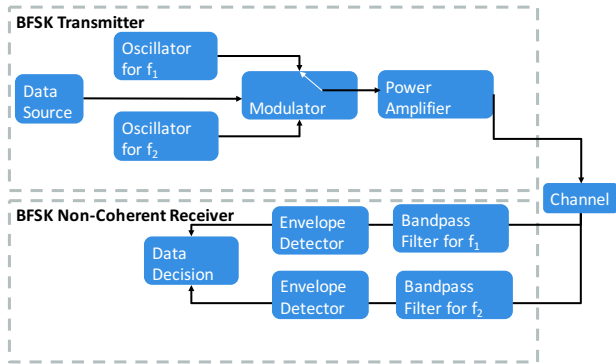 BFSK Transmitter
Oscillator
for f₁
Data
Source
Modulator
Power
Amplifier
Oscillator
for f₂
Channel
BFSK Non-Coherent Receiver
Envelope
Detector
Bandpass
Filter for f₁
Data
Decision
Envelope
Detector
Bandpass
Filter for f₂